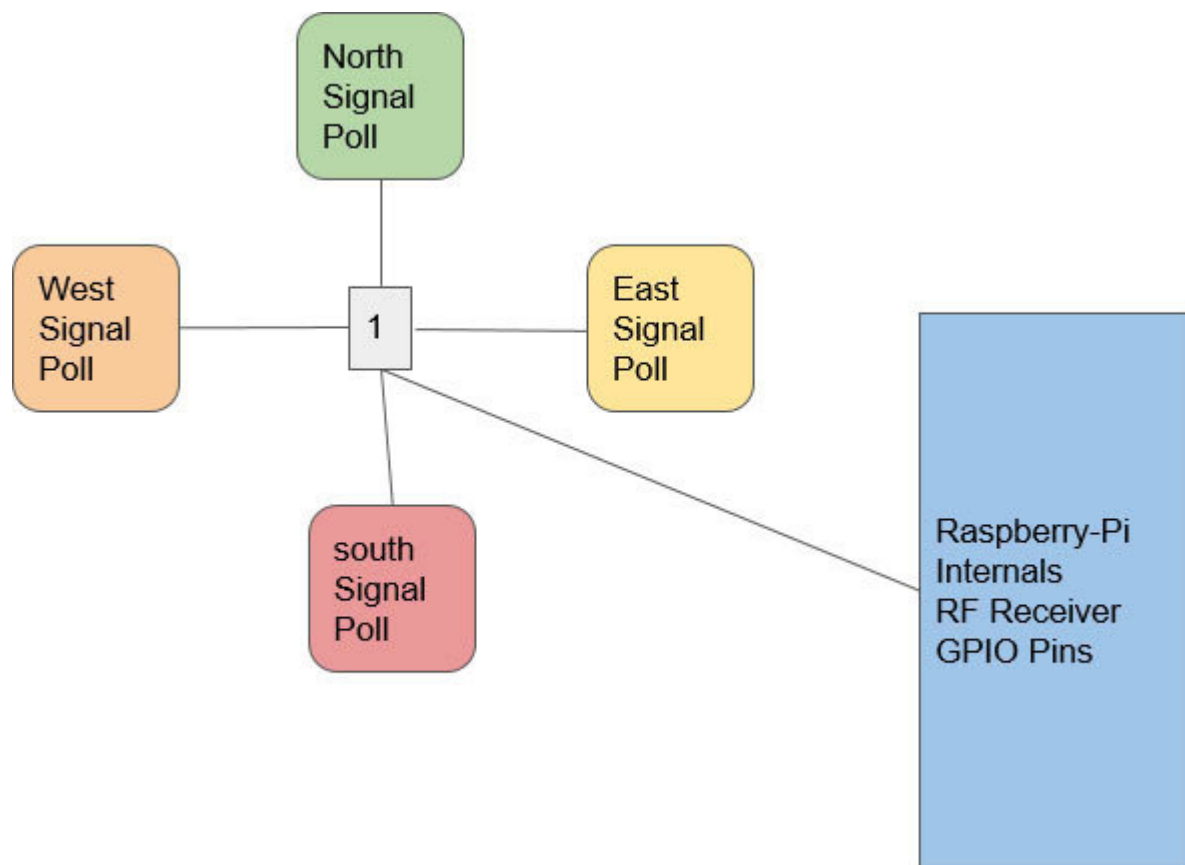 North
Signal
Poll
West
Signal
Poll
1
East
Signal
Poll
south
Signal
Poll
Raspberry-Pi
Internals
RF Receiver
GPIO Pins